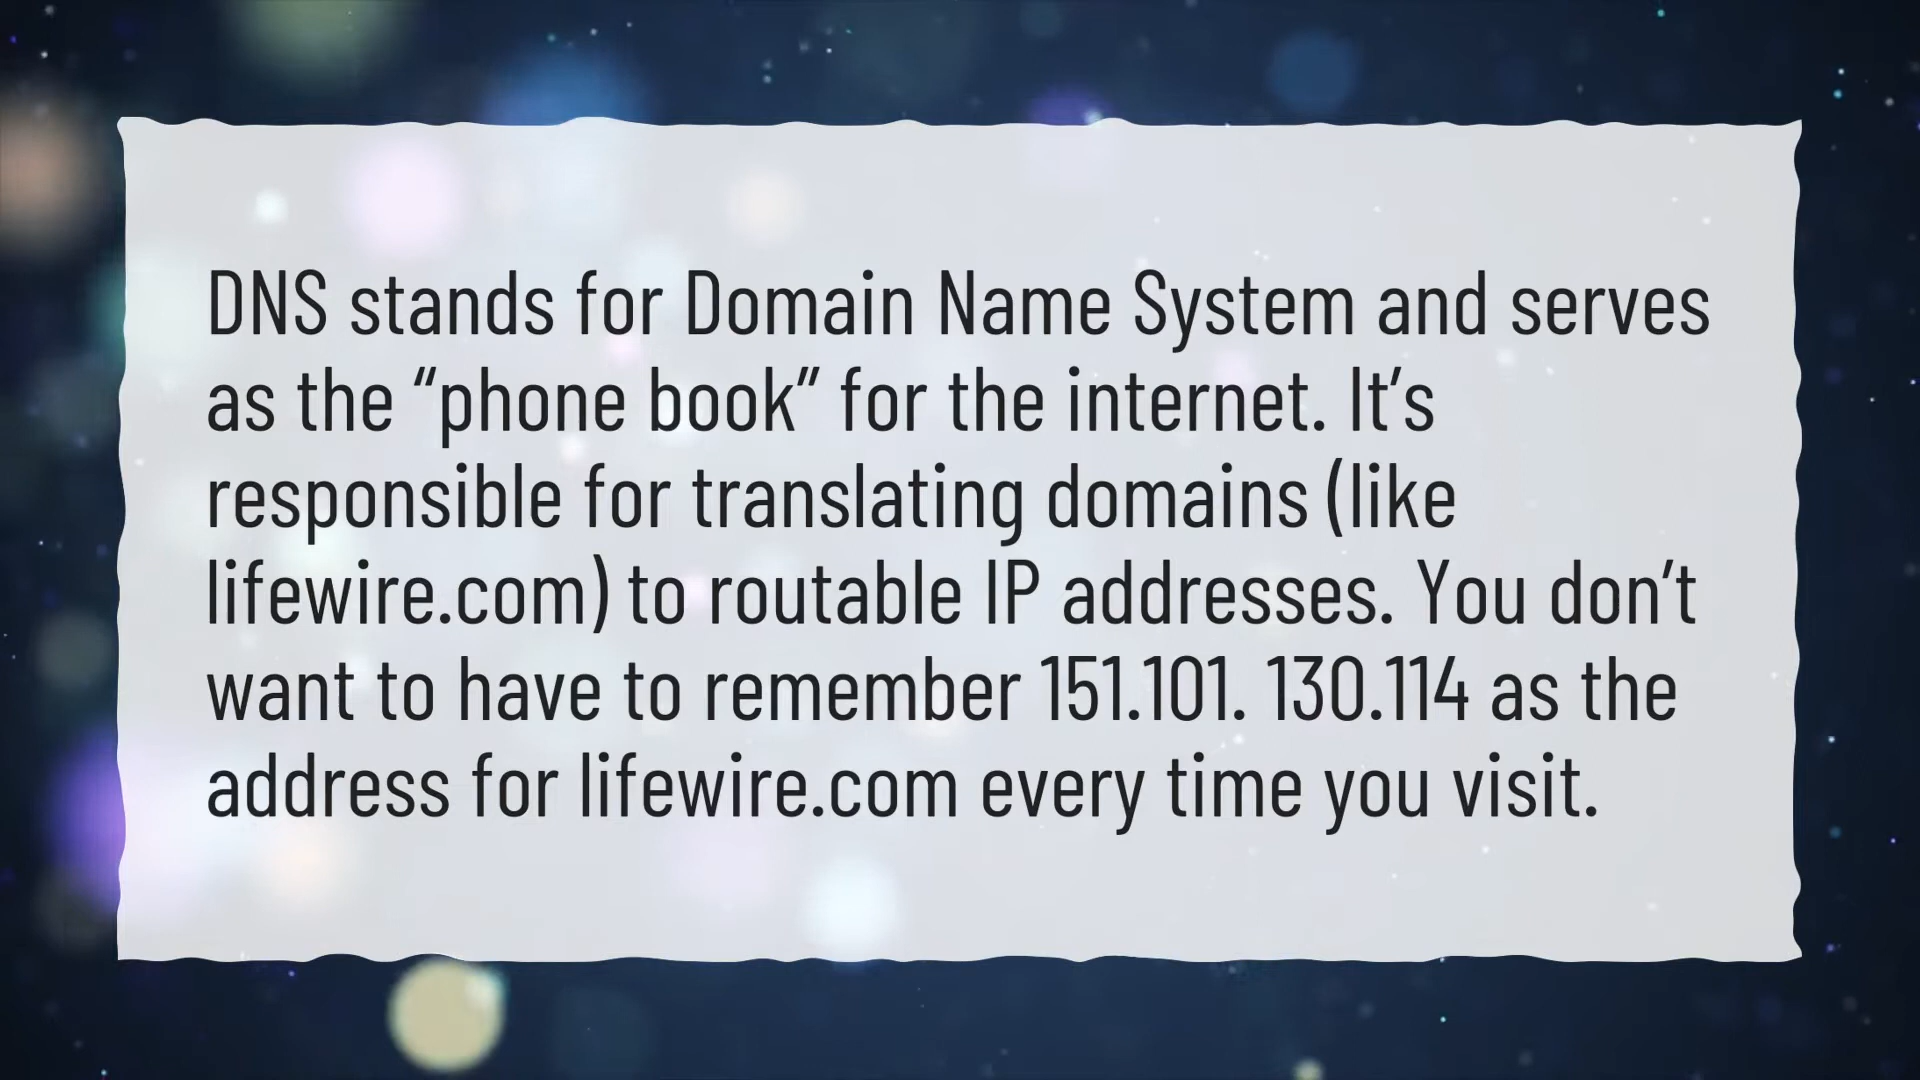 DNS stands for Domain Name System and serves
as the “phone book” for the internet. It’s
responsible for translating domains (like
lifewire.com) to routable IP addresses. You don’t
want to have to remember 151.101. 130.114 as the
address for lifewire.com every time you visit.